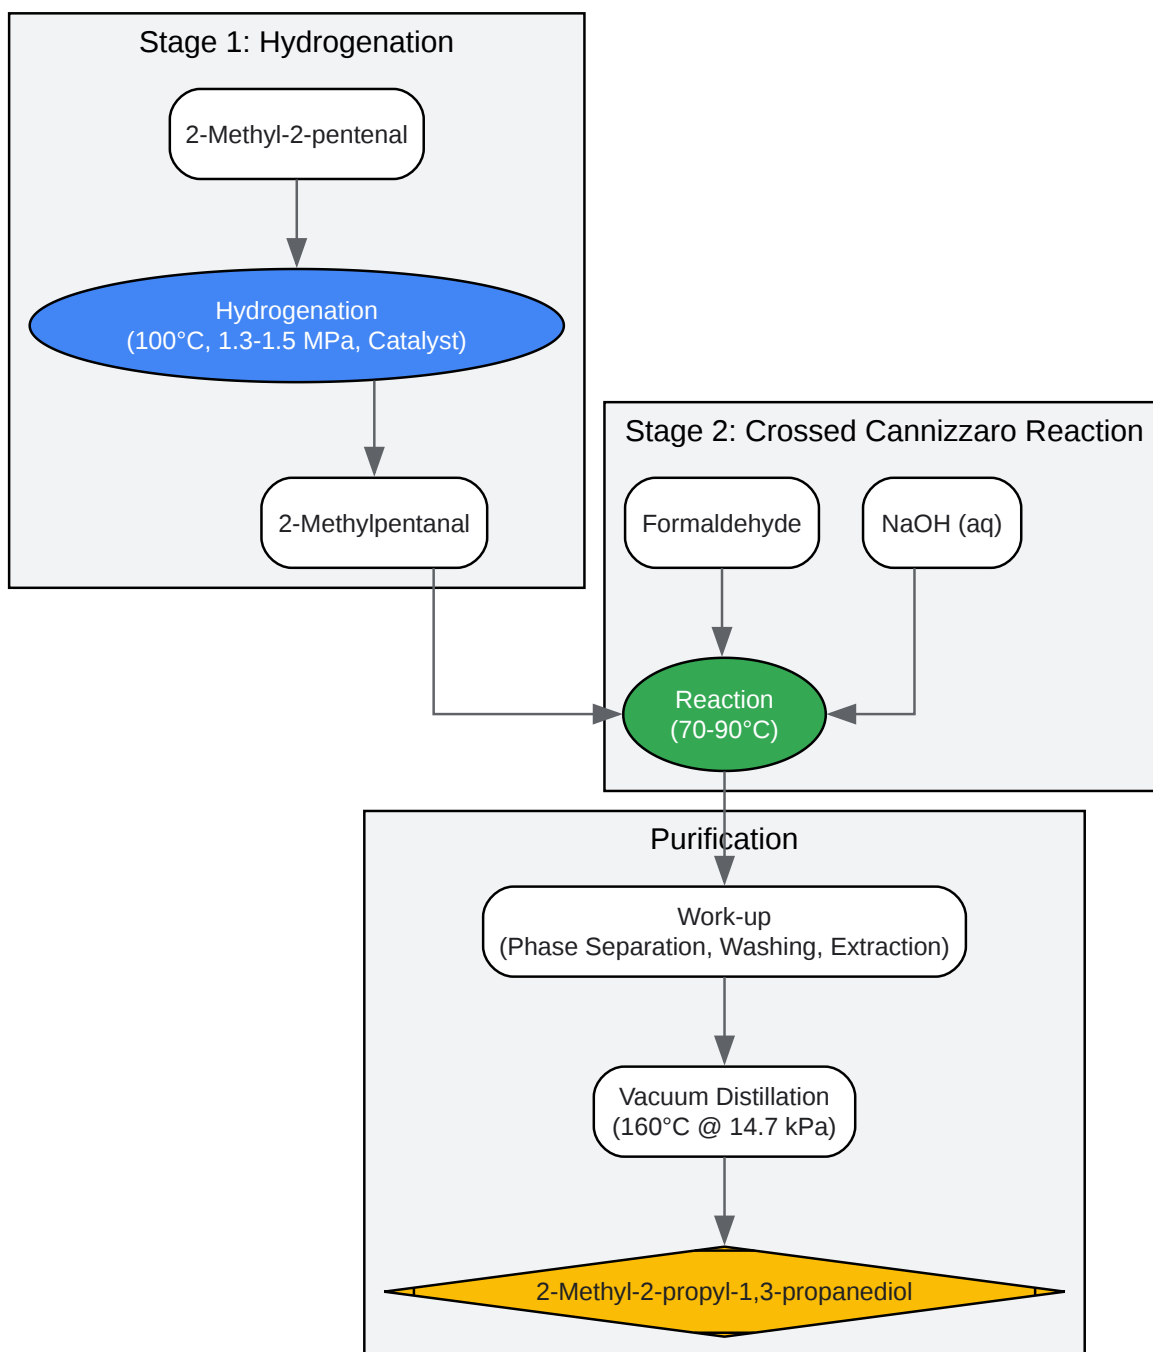 Stage 1: Hydrogenation
2-Methyl-2-pentenal
Hydrogenation
(100°C, 1.3-1.5 MPa, Catalyst)
2-Methylpentanal
Stage 2: Crossed Cannizzaro Reaction
Formaldehyde
NaOH (aq)
Reaction
(70-90°C)
Purification
Work-up
(Phase Separation, Washing, Extraction)
Vacuum Distillation
(160°C @ 14.7 kPa)
2-Methyl-2-propyl-1,3-propanediol